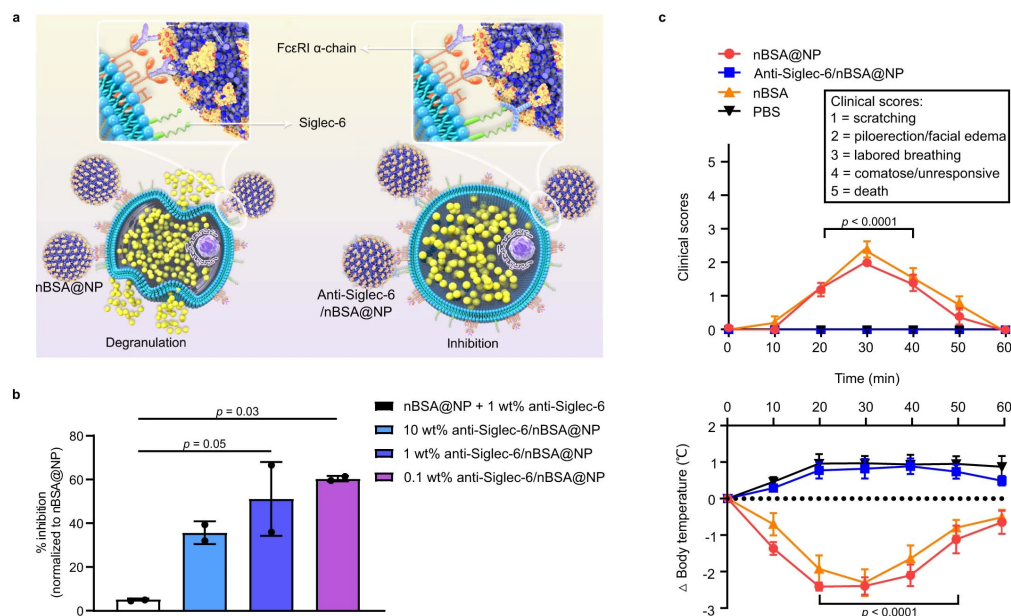 a
FcεRI α-chain
Siglec-6
nBSA@NP
Anti-Siglec-6
/nBSA@NP
Degranulation
Inhibition
b
p = 0.03
p = 0.05
80
60
40
20
0
% inhibition
(normalized to nBSA@NP)
nBSA@NP + 1 wt% anti-Siglec-6
10 wt% anti-Siglec-6/nBSA@NP
1 wt% anti-Siglec-6/nBSA@NP
0.1 wt% anti-Siglec-6/nBSA@NP
c
nBSA@NP
Anti-Siglec-6/nBSA@NP
nBSA
PBS
Clinical scores:
1 = scratching
2 = piloerection/facial edema
3 = labored breathing
4 = comatose/unresponsive
5 = death
p < 0.0001
5
4
3
2
1
0
Clinical scores
0 10 20 30 40 50 60
Time (min)
0 10 20 30 40 50 60
2
1
0
-1
-2
-3
△ Body temperature (℃)
p < 0.0001